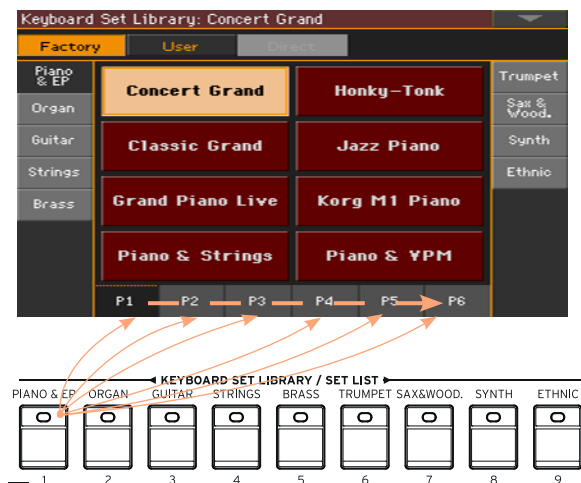 Keyboard Set Library: Concert Grand
Factory User Direct
Piano & EP
Organ
Guitar
Strings
Brass
Concert Grand Honky-Tonk
Classic Grand Jazz Piano
Grand Piano Live Korg M1 Piano
Piano & Strings Piano & ¥PM
Trumpet
Sax & Wood.
Synth
Ethnic
P1 P2 P3 P4 P5 P6
KEYBOARD SET LIBRARY / SET LIST
PIANO & EP ORGAN GUITAR STRINGS BRASS TRUMPET SAX&WOOD. SYNTH ETHNIC
1 2 3 4 5 6 7 8 9